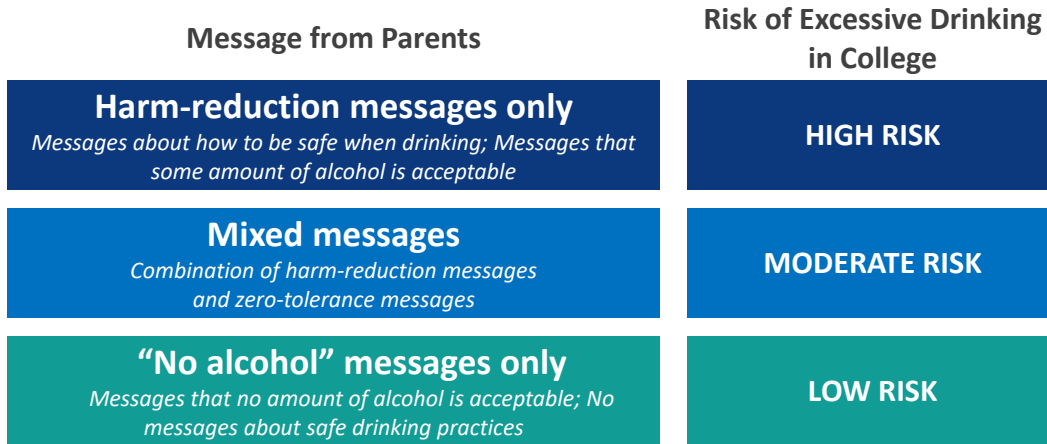 Message from Parents
Risk of Excessive Drinking
in College
Harm-reduction messages only
Messages about how to be safe when drinking; Messages that
some amount of alcohol is acceptable
HIGH RISK
Mixed messages
Combination of harm-reduction messages
and zero-tolerance messages
MODERATE RISK
“No alcohol” messages only
Messages that no amount of alcohol is acceptable; No
messages about safe drinking practices
LOW RISK